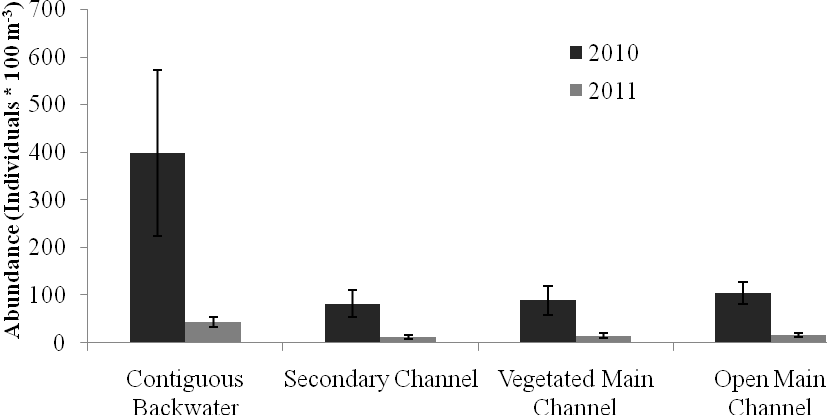 Abundance (Individuals * 100 m⁻³)
700
600
500
400
300
200
100
0
2010
2011
Contiguous
Backwater
Secondary Channel
Vegetated Main
Channel
Open Main
Channel